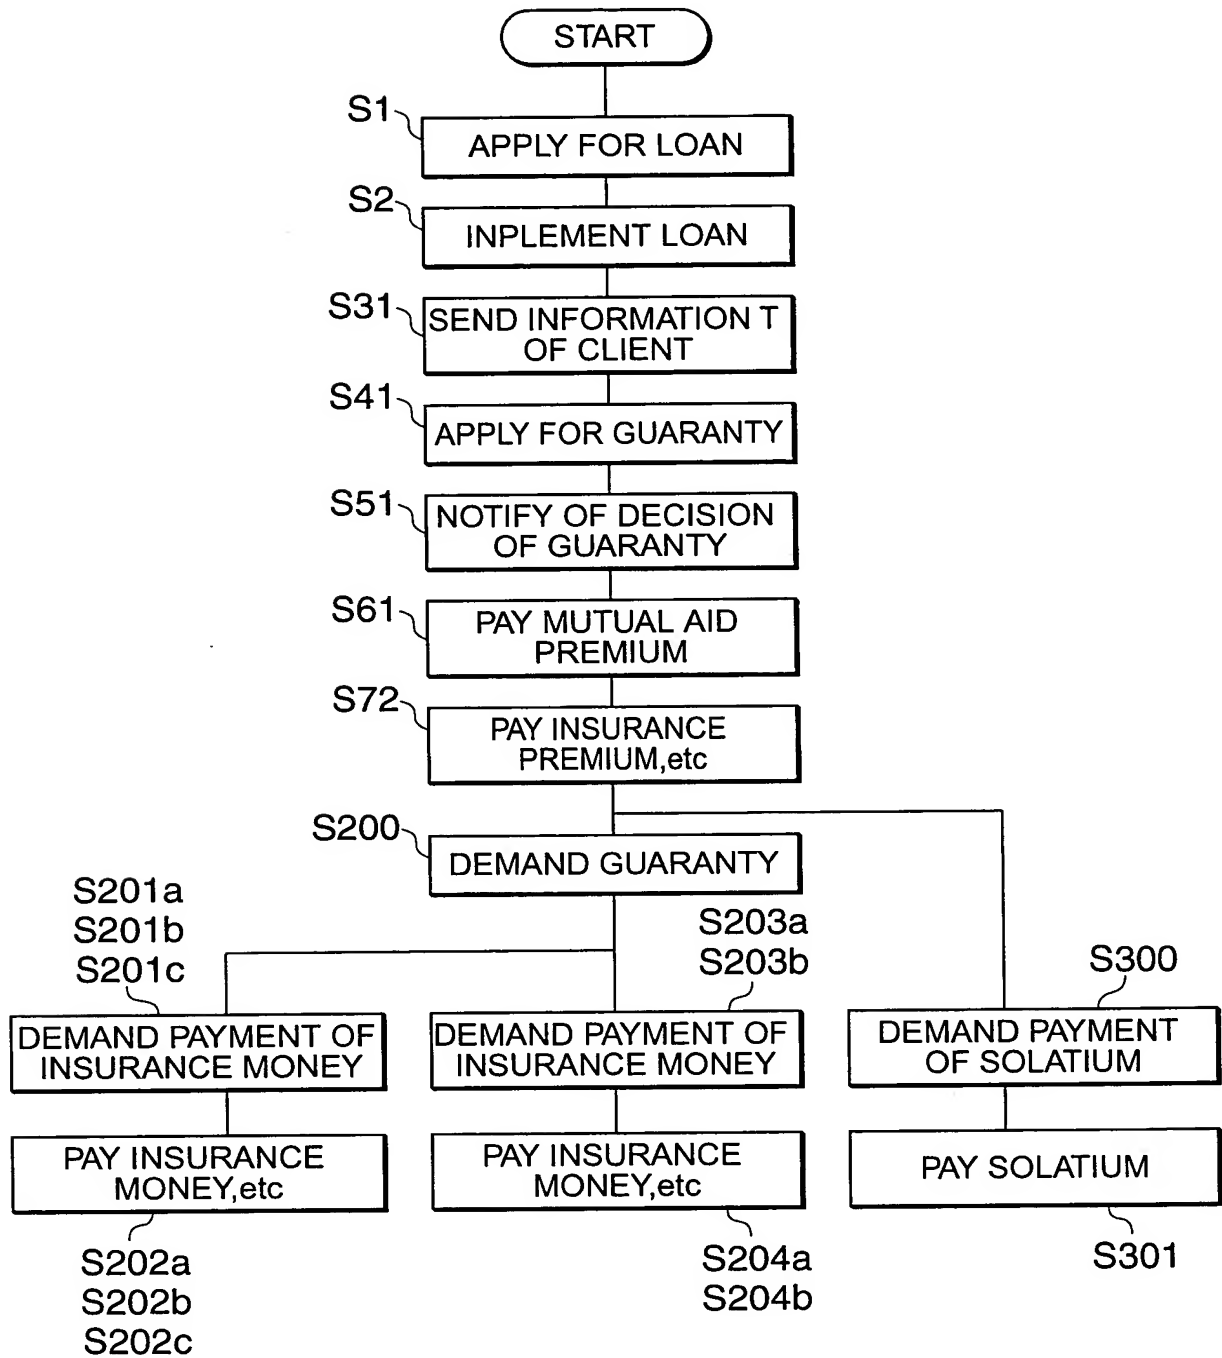 START
S1
APPLY FOR LOAN
S2
INPLEMENT LOAN
S31
SEND INFORMATION T
OF CLIENT
S41
APPLY FOR GUARANTY
S51
NOTIFY OF DECISION
OF GUARANTY
S61
PAY MUTUAL AID
PREMIUM
S72
PAY INSURANCE
PREMIUM,etc
S200
DEMAND GUARANTY
S201a
S201b
S201c
DEMAND PAYMENT OF
INSURANCE MONEY
PAY INSURANCE
MONEY,etc
S202a
S202b
S202c
S203a
S203b
DEMAND PAYMENT OF
INSURANCE MONEY
PAY INSURANCE
MONEY,etc
S204a
S204b
S300
DEMAND PAYMENT
OF SOLATIUM
PAY SOLATIUM
S301